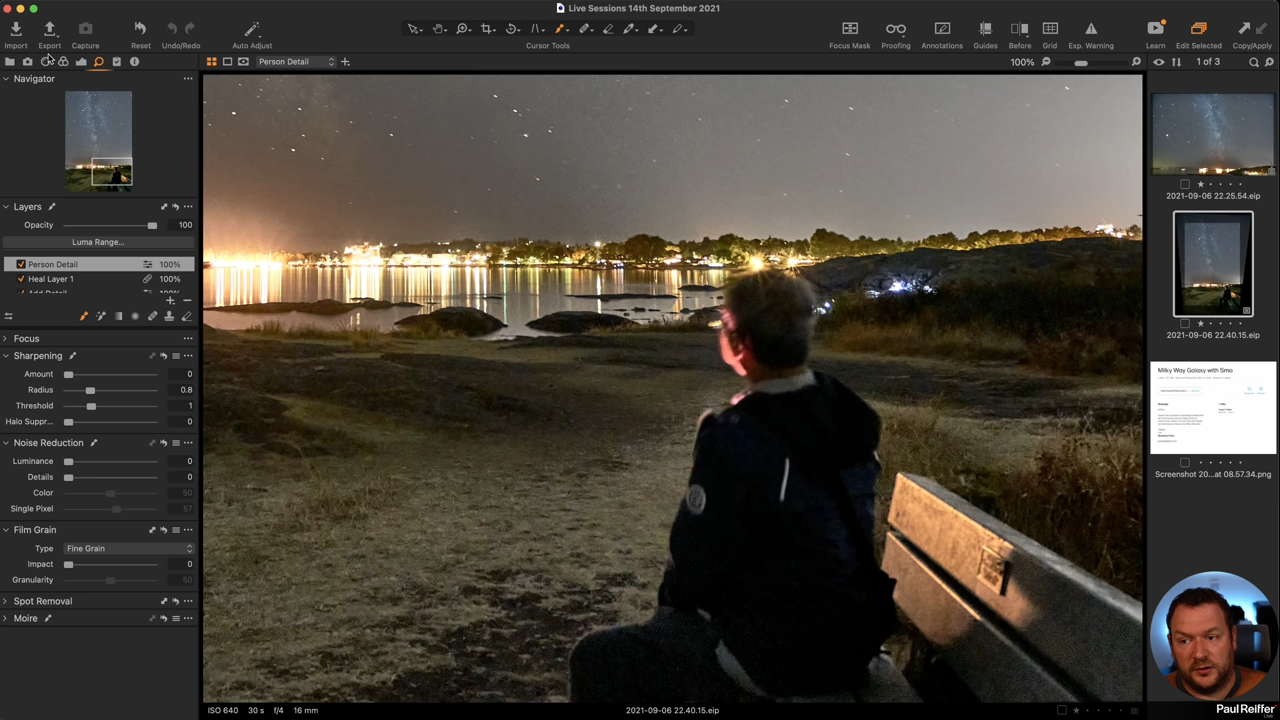 Live Sessions 14th September 2021
Import
Export
Capture
Reset
Undo/Redo
Auto Adjust
Cursor Tools
Focus Mask
Proofing
Annotations
Guides
Before
Grid
Exp. Warning
Learn
Edit Selected
Copy/Apply
Person Detail
100%
1 of 3
Navigator
Layers
Opacity
100
Luma Range...
Person Detail
100%
Heal Layer 1
100%
Focus
Sharpening
Amount
0
Radius
0.8
Threshold
1
Halo Suppr...
0
Noise Reduction
Luminance
0
Details
0
Color
50
Single Pixel
57
Film Grain
Type
Fine Grain
Impact
0
Granularity
50
Spot Removal
Moire
2021-09-06 22.25.54.eip
2021-09-06 22.40.15.eip
Milky Way Galaxy with Smo
Screenshot 20...at 08.57.34.png
ISO 640
30 s
f/4
16 mm
2021-09-06 22.40.15.eip
Paul Reiffer
Live